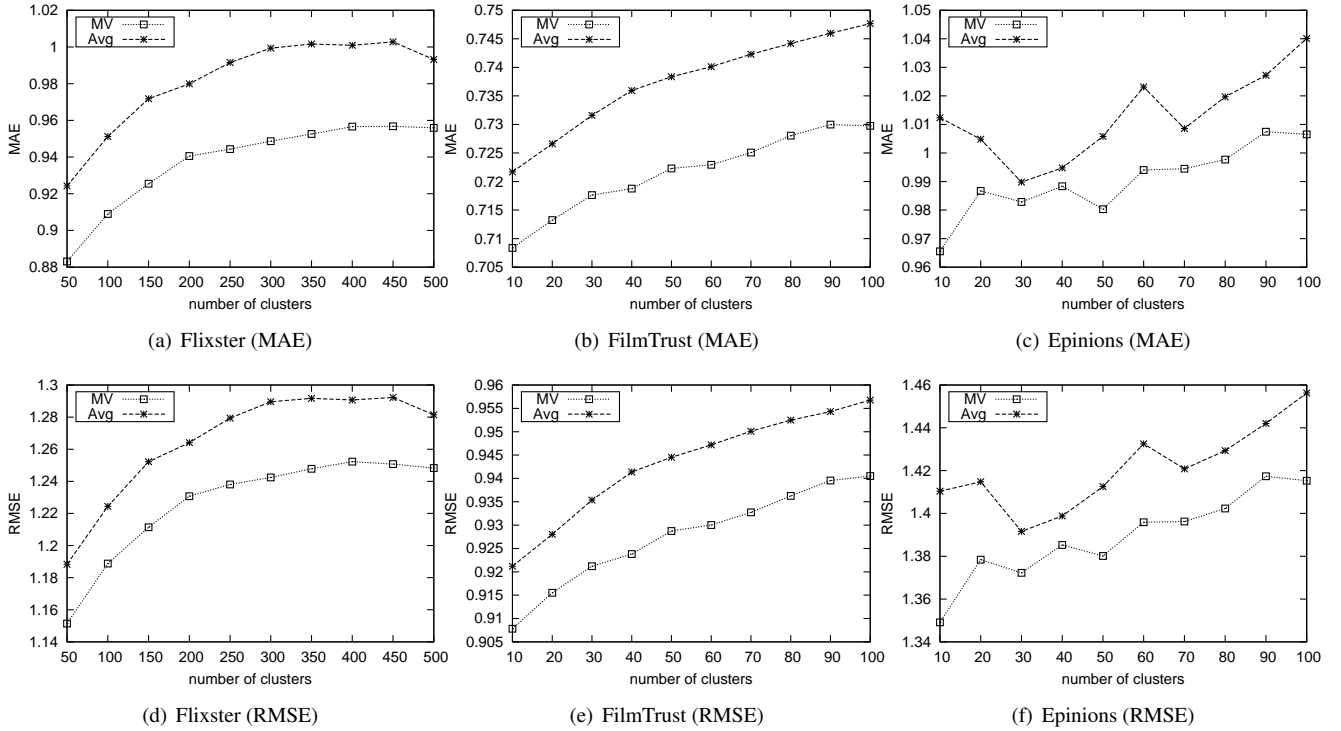 1.02
1
0.98
0.96
0.94
0.92
0.9
0.88
MAE
MV
Avg
50 100 150 200 250 300 350 400 450 500
number of clusters
(a) Flixster (MAE)
0.75
0.745
0.74
0.735
0.73
0.725
0.72
0.715
0.71
0.705
MAE
MV
Avg
10 20 30 40 50 60 70 80 90 100
number of clusters
(b) FilmTrust (MAE)
1.05
1.04
1.03
1.02
1.01
1
0.99
0.98
0.97
0.96
MAE
MV
Avg
10 20 30 40 50 60 70 80 90 100
number of clusters
(c) Epinions (MAE)
1.3
1.28
1.26
1.24
1.22
1.2
1.18
1.16
1.14
RMSE
MV
Avg
50 100 150 200 250 300 350 400 450 500
number of clusters
(d) Flixster (RMSE)
0.96
0.955
0.95
0.945
0.94
0.935
0.93
0.925
0.92
0.915
0.91
0.905
RMSE
MV
Avg
10 20 30 40 50 60 70 80 90 100
number of clusters
(e) FilmTrust (RMSE)
1.46
1.44
1.42
1.4
1.38
1.36
1.34
RMSE
MV
Avg
10 20 30 40 50 60 70 80 90 100
number of clusters
(f) Epinions (RMSE)